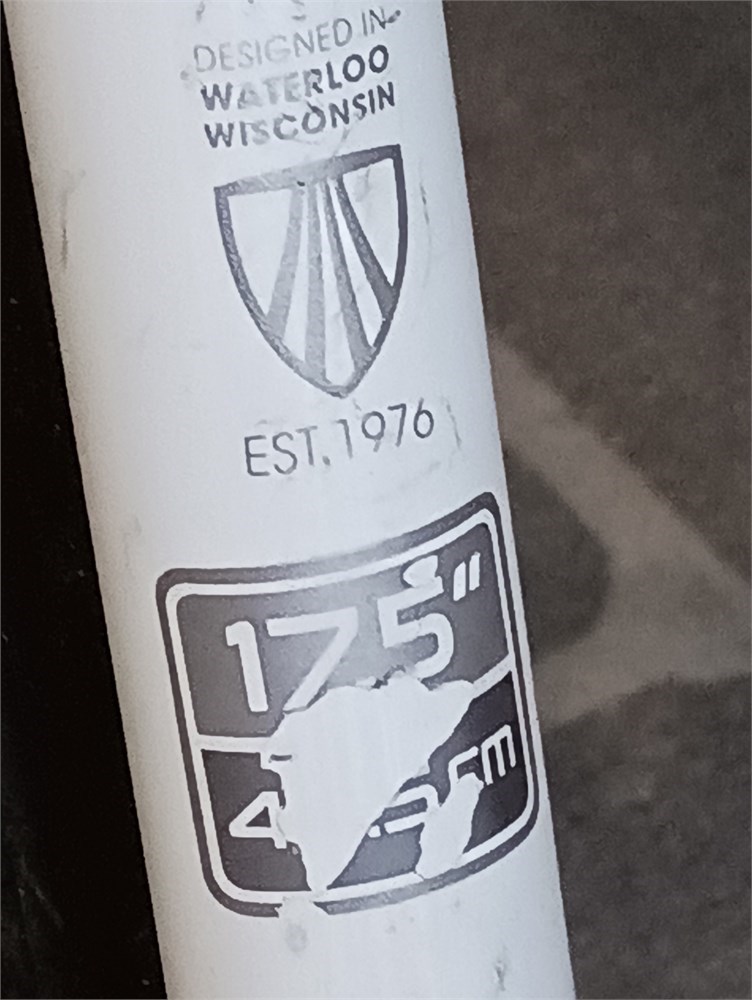 DESIGNED IN
WATERLOO
WISCONSIN
EST. 1976
17.5"